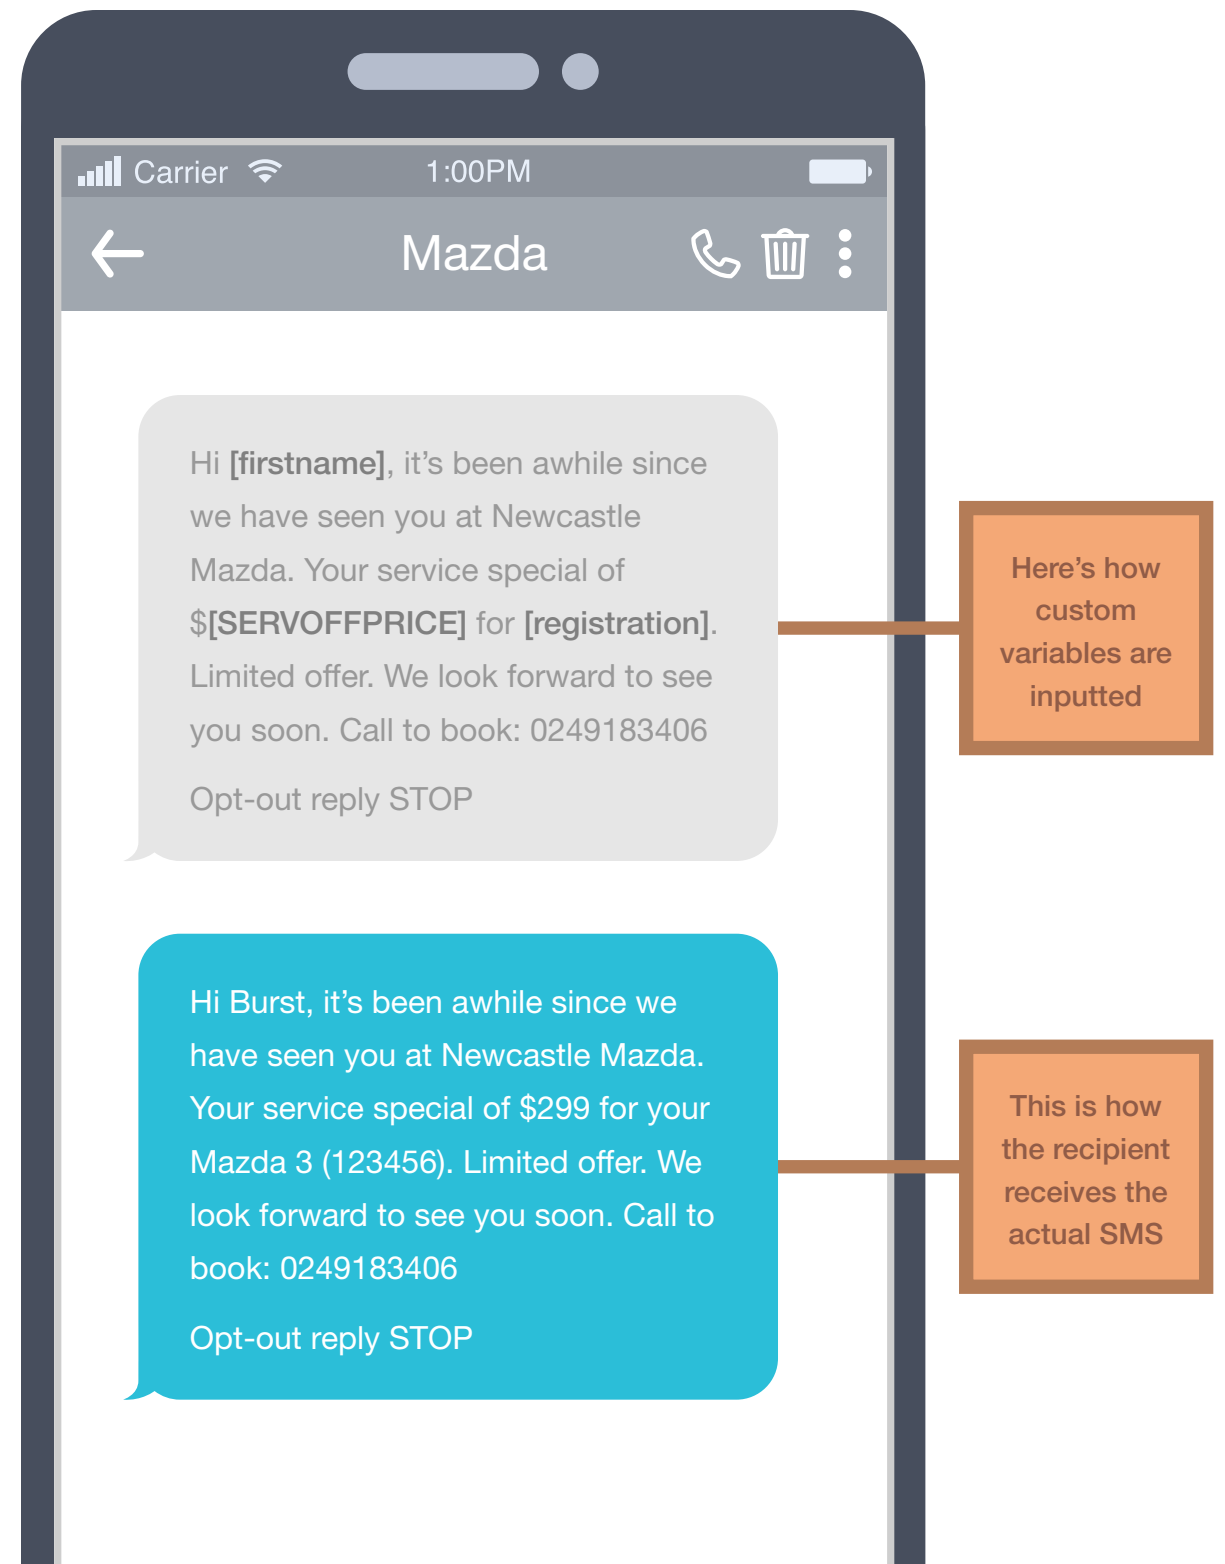 Carrier 1:00PM
Mazda
Hi [firstname], it’s been awhile since
we have seen you at Newcastle
Mazda. Your service special of
$[SERVOFFPRICE] for [registration].
Limited offer. We look forward to see
you soon. Call to book: 0249183406
Opt-out reply STOP
Here’s how
custom
variables are
inputted
Hi Burst, it’s been awhile since we
have seen you at Newcastle Mazda.
Your service special of $299 for your
Mazda 3 (123456). Limited offer. We
look forward to see you soon. Call to
book: 0249183406
Opt-out reply STOP
This is how
the recipient
receives the
actual SMS